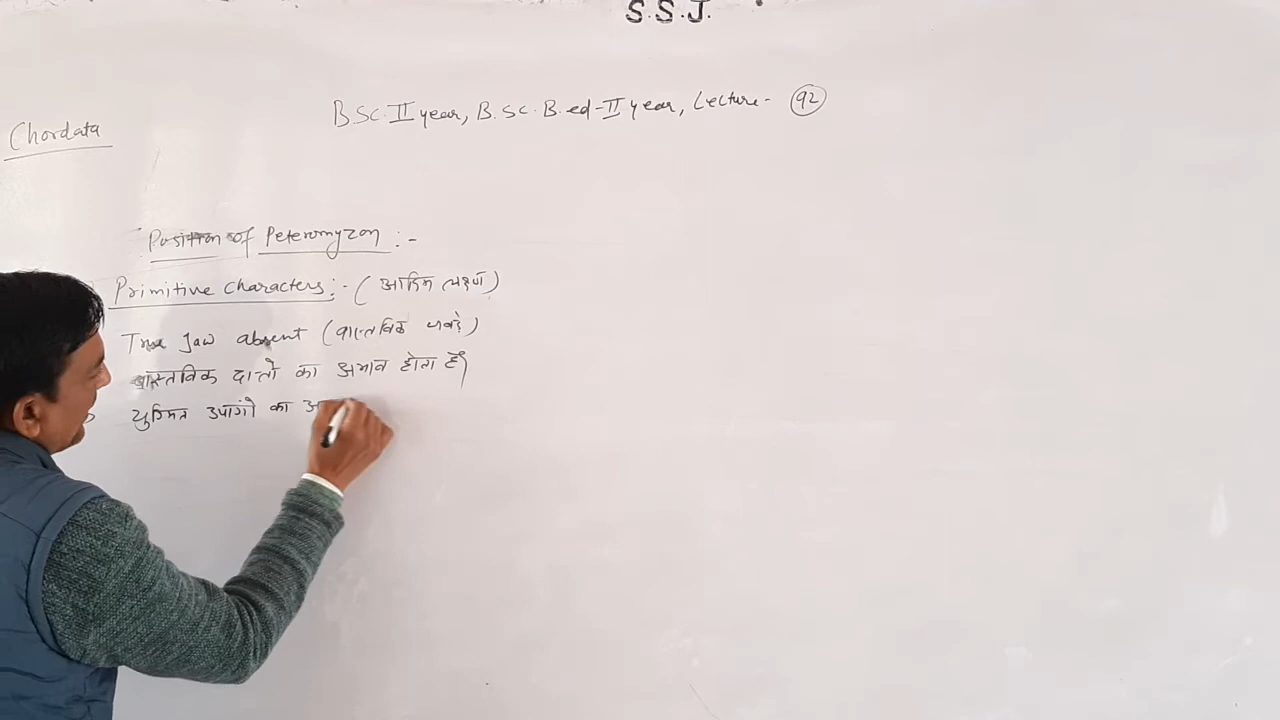 S.S.J.
BSc. II year, B.Sc. B.ed-II year, Lecture- 92
Chordata
Position of Peteromyzon :-
Primitive characters :- (आदिम लक्षण)
True Jaw absent (वास्तविक जबड़े)
वास्तविक दान्तो का अभाव होता है।
युग्मित उपांगो का अ